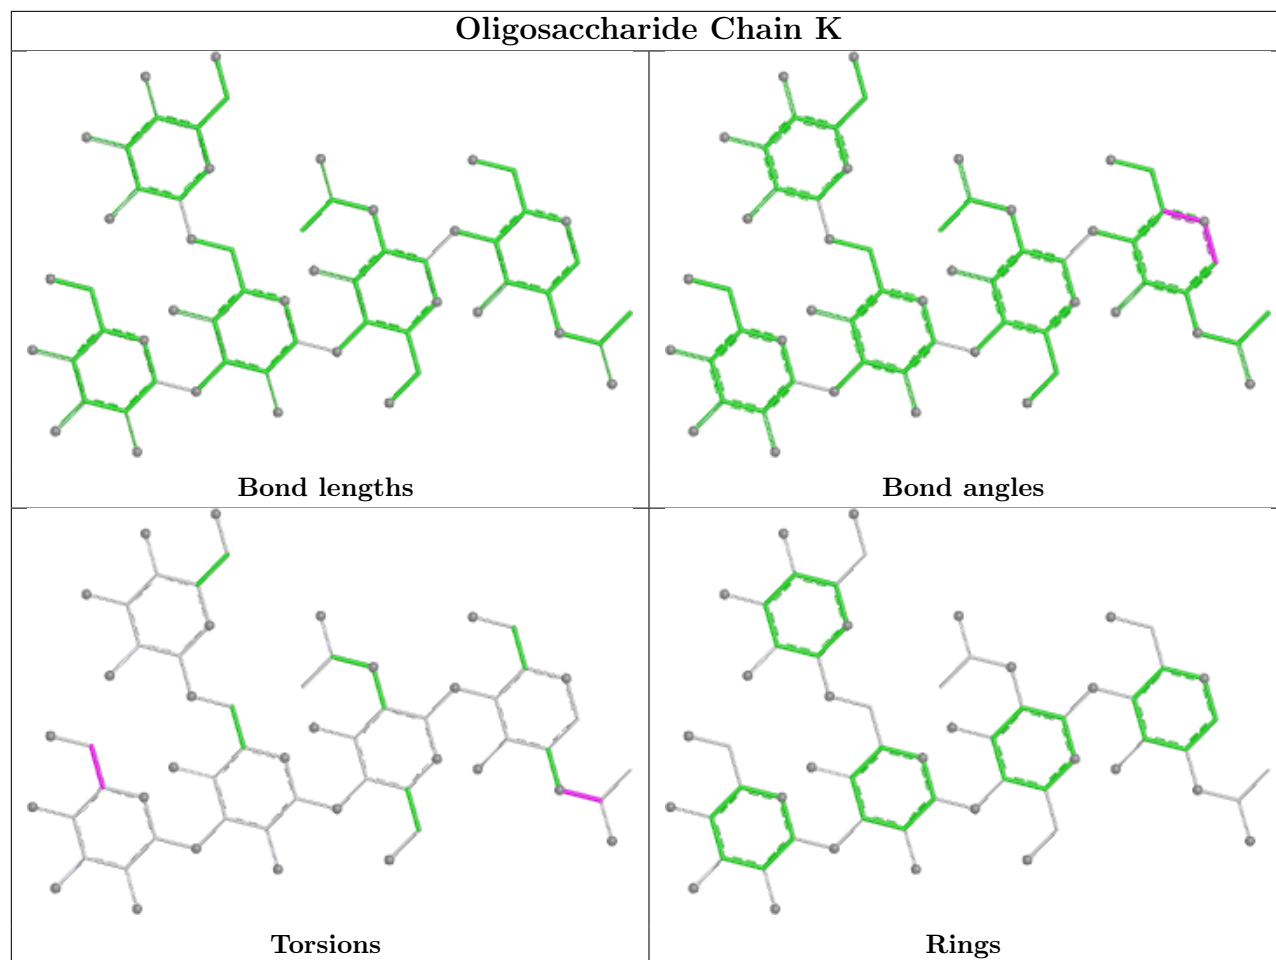 Oligosaccharide Chain K
Bond lengths
Bond angles
Torsions
Rings